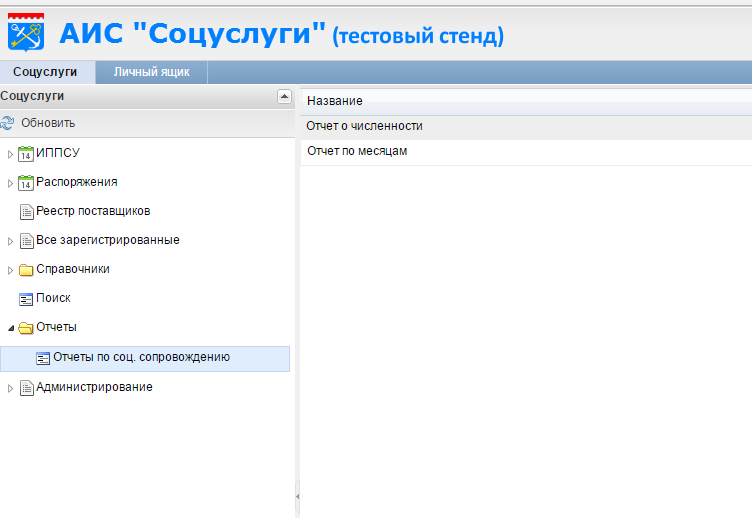 АИС "Соцуслуги" (тестовый стенд)
Соцуслуги
Личный ящик
Соцуслуги
Обновить
14 ИППСУ
14 Распоряжения
Реестр поставщиков
Все зарегистрированные
Справочники
Поиск
Отчеты
Отчеты по соц. сопровождению
Администрирование
Название
Отчет о численности
Отчет по месяцам